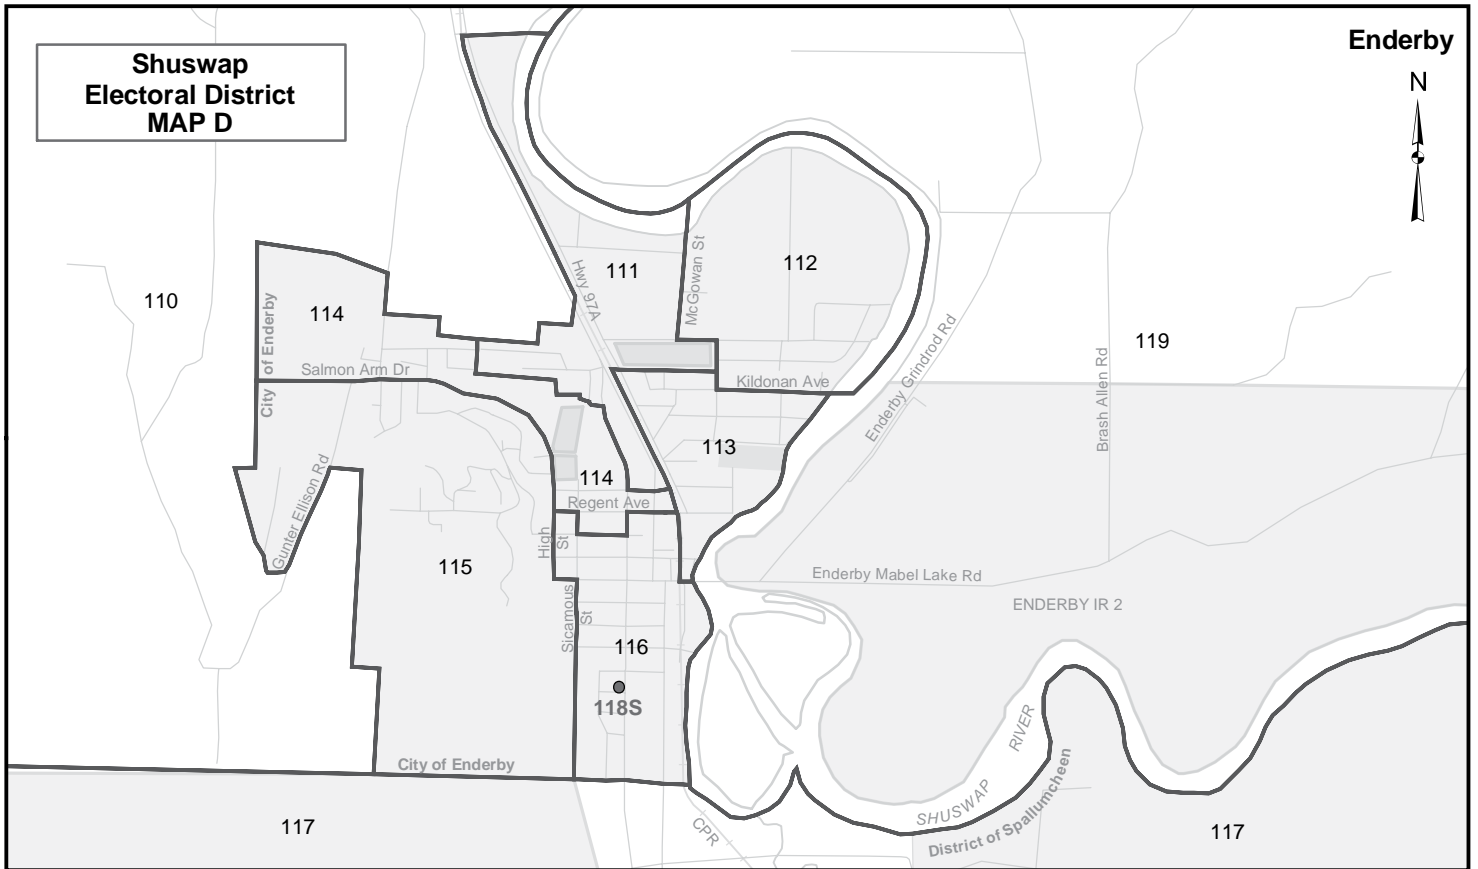 Shuswap
Electoral District
MAP D
Enderby
N
110
111
112
119
114
McGowan St
Hwy 97A
City of Enderby
Salmon Arm Dr
Kildonan Ave
Enderby Grindrod Rd
Brash Allen Rd
113
114
Regent Ave
Gunter Ellison Rd
High St
115
Enderby Mabel Lake Rd
ENDERBY IR 2
Sicamous St
116
118S
City of Enderby
SHUSWAP RIVER
District of Spallumcheen
117
CPR
117